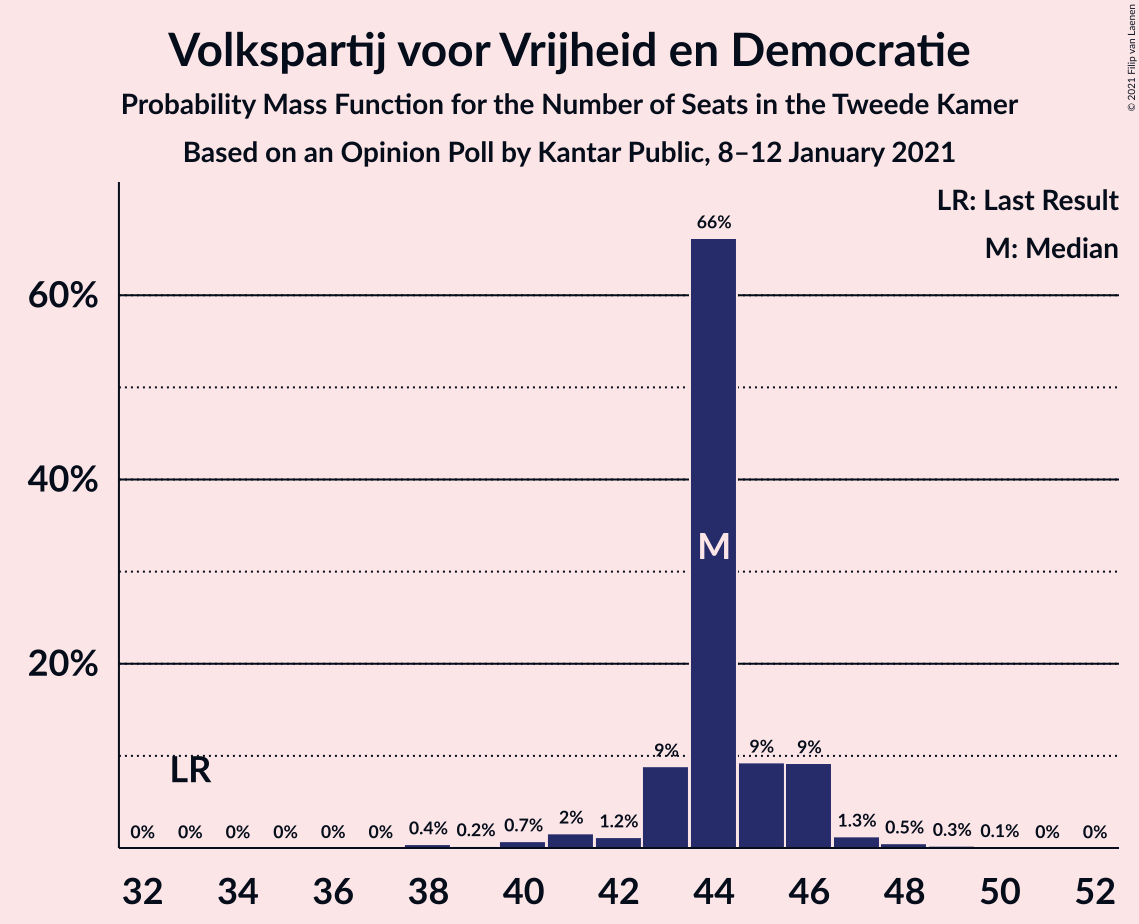 Volkspartij voor Vrijheid en Democratie
Probability Mass Function for the Number of Seats in the Tweede Kamer
Based on an Opinion Poll by Kantar Public, 8–12 January 2021
© 2021 Filip van Laenen
LR: Last Result
M: Median
66%
60%
40%
M
20%
9% 9% 9%
LR
0% 0% 0% 0% 0% 0% 0.4% 0.2% 0.7% 2% 1.2% 1.3% 0.5% 0.3% 0.1% 0% 0%
32 34 36 38 40 42 44 46 48 50 52